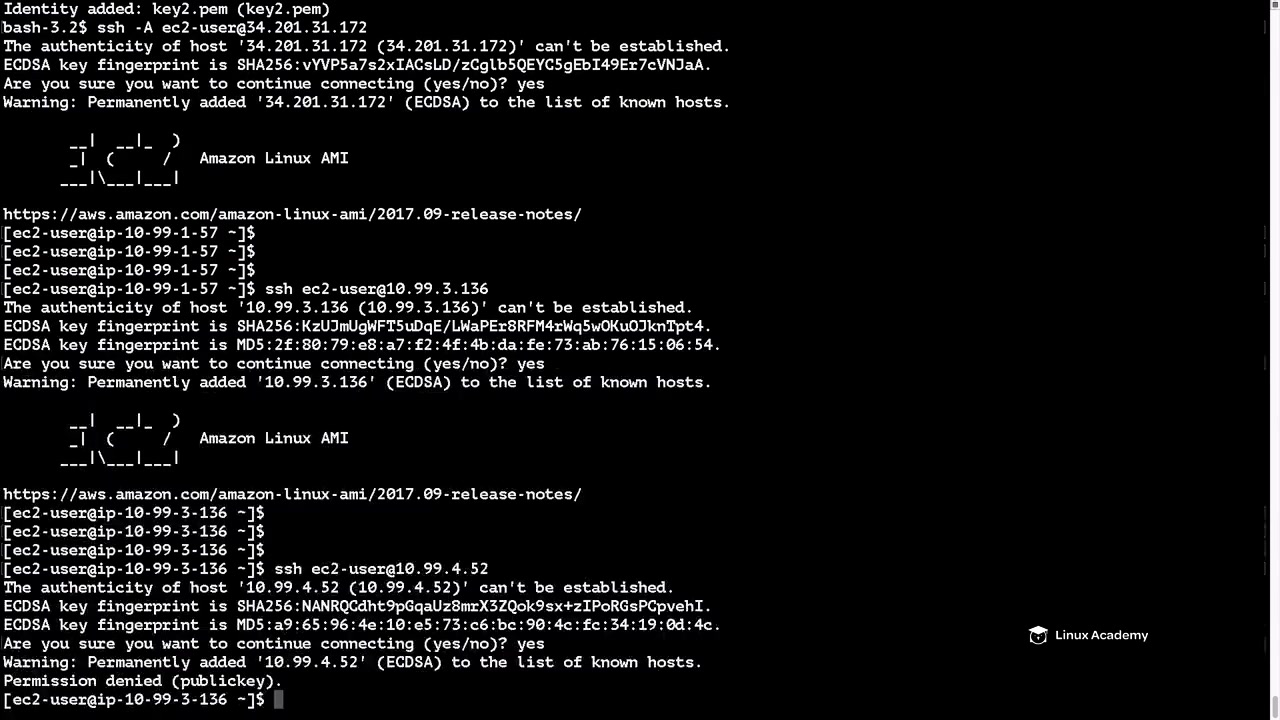 Identity added: key2.pem (key2.pem)
bash-3.2$ ssh -A ec2-user@34.201.31.172
The authenticity of host '34.201.31.172 (34.201.31.172)' can't be established.
ECDSA key fingerprint is SHA256:vYVP5a7s2xIACsLD/zCglb5QEYC5gEbI49Er7cVNJaA.
Are you sure you want to continue connecting (yes/no)? yes
Warning: Permanently added '34.201.31.172' (ECDSA) to the list of known hosts.
       __|  __|_  )
       _|  (     /   Amazon Linux AMI
      ___|\___|___|
https://aws.amazon.com/amazon-linux-ami/2017.09-release-notes/
[ec2-user@ip-10-99-1-57 ~]$
[ec2-user@ip-10-99-1-57 ~]$
[ec2-user@ip-10-99-1-57 ~]$
[ec2-user@ip-10-99-1-57 ~]$ ssh ec2-user@10.99.3.136
The authenticity of host '10.99.3.136 (10.99.3.136)' can't be established.
ECDSA key fingerprint is SHA256:KzUJmUgWFT5uDqE/LWaPEr8RFM4rWq5wOKuOJknTpt4.
ECDSA key fingerprint is MD5:2f:80:79:e8:a7:f2:4f:4b:da:fe:73:ab:76:15:06:54.
Are you sure you want to continue connecting (yes/no)? yes
Warning: Permanently added '10.99.3.136' (ECDSA) to the list of known hosts.
       __|  __|_  )
       _|  (     /   Amazon Linux AMI
      ___|\___|___|
https://aws.amazon.com/amazon-linux-ami/2017.09-release-notes/
[ec2-user@ip-10-99-3-136 ~]$
[ec2-user@ip-10-99-3-136 ~]$
[ec2-user@ip-10-99-3-136 ~]$
[ec2-user@ip-10-99-3-136 ~]$ ssh ec2-user@10.99.4.52
The authenticity of host '10.99.4.52 (10.99.4.52)' can't be established.
ECDSA key fingerprint is SHA256:NANRQCdht9pGqaUz8mrX3ZQok9sx+zIPoRGsPCpvehI.
ECDSA key fingerprint is MD5:a9:65:96:4e:10:e5:73:c6:bc:90:4c:fc:34:19:0d:4c.
Are you sure you want to continue connecting (yes/no)? yes
Warning: Permanently added '10.99.4.52' (ECDSA) to the list of known hosts.
Permission denied (publickey).
[ec2-user@ip-10-99-3-136 ~]$
Linux Academy